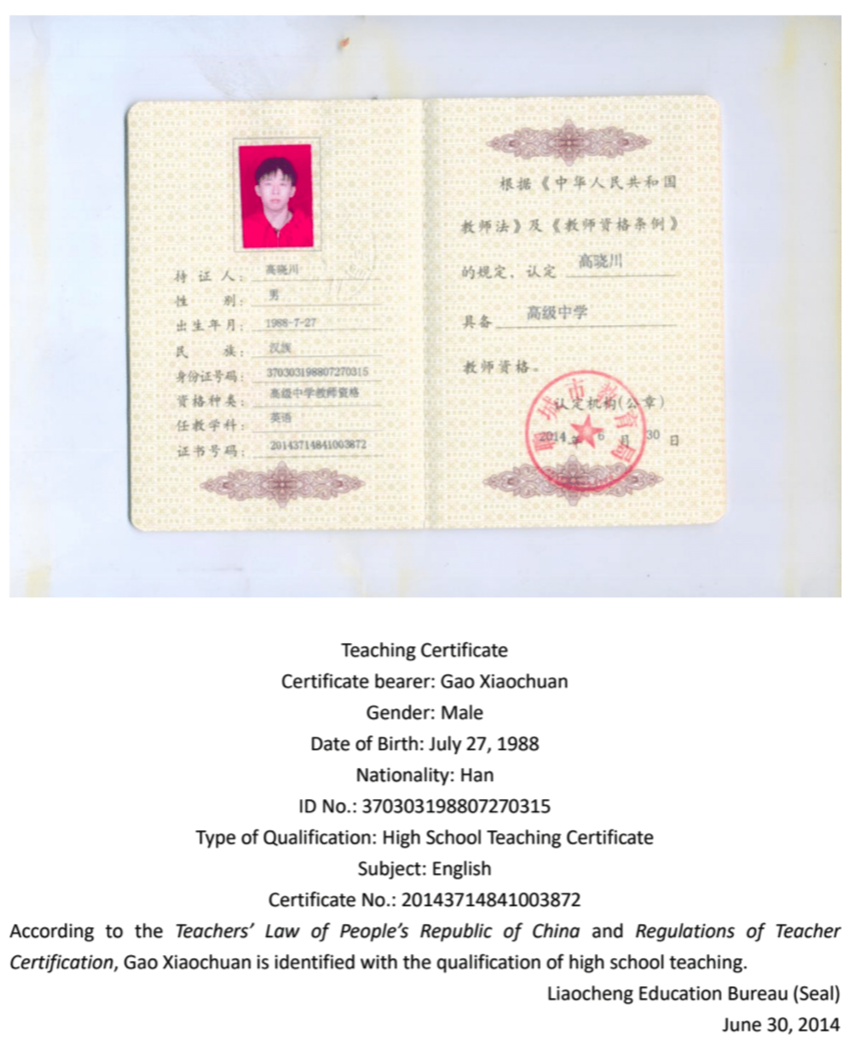 持证人： 高晓川
性别： 男
出生年月： 1988-7-27
民族： 汉族
身份证号码： 370303198807270315
资格种类： 高级中学教师资格
任教学科： 英语
证书号码： 20143714841003872
根据《中华人民共和国
教师法》及《教师资格条例》
的规定，认定 高晓川
具备 高级中学
教师资格。
聊城市教育局
认定机构(公章)
2014年 6 月 30 日
Teaching Certificate
Certificate bearer: Gao Xiaochuan
Gender: Male
Date of Birth: July 27, 1988
Nationality: Han
ID No.: 370303198807270315
Type of Qualification: High School Teaching Certificate
Subject: English
Certificate No.: 20143714841003872
According to the Teachers’ Law of People’s Republic of China and Regulations of Teacher
Certification, Gao Xiaochuan is identified with the qualification of high school teaching.
Liaocheng Education Bureau (Seal)
June 30, 2014